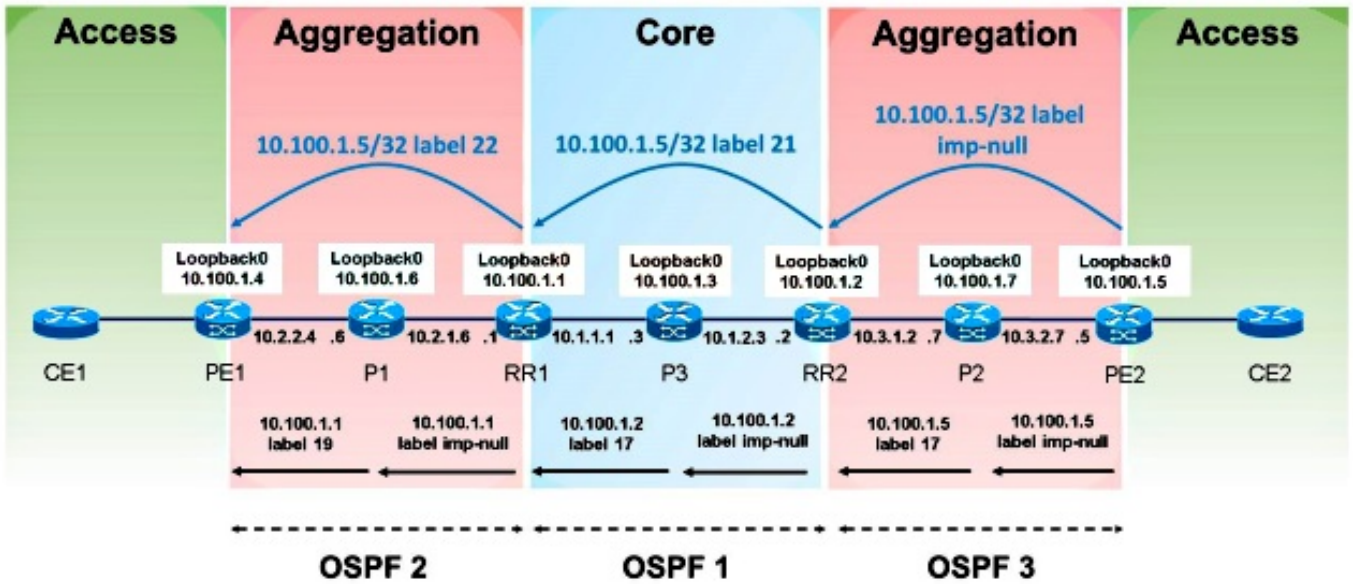 Access
Aggregation
Core
Aggregation
Access
10.100.1.5/32 label 22
10.100.1.5/32 label 21
10.100.1.5/32 label
imp-null
Loopback0
10.100.1.4
Loopback0
10.100.1.6
Loopback0
10.100.1.1
Loopback0
10.100.1.3
Loopback0
10.100.1.2
Loopback0
10.100.1.7
Loopback0
10.100.1.5
10.2.2.4 .6
10.2.1.6 .1
10.1.1.1 .3
10.1.2.3 .2
10.3.1.2 .7
10.3.2.7 .5
CE1
PE1
P1
RR1
P3
RR2
P2
PE2
CE2
10.100.1.1
label 19
10.100.1.1
label imp-null
10.100.1.2
label 17
10.100.1.2
label imp-null
10.100.1.5
label 17
10.100.1.5
label imp-null
OSPF 2
OSPF 1
OSPF 3